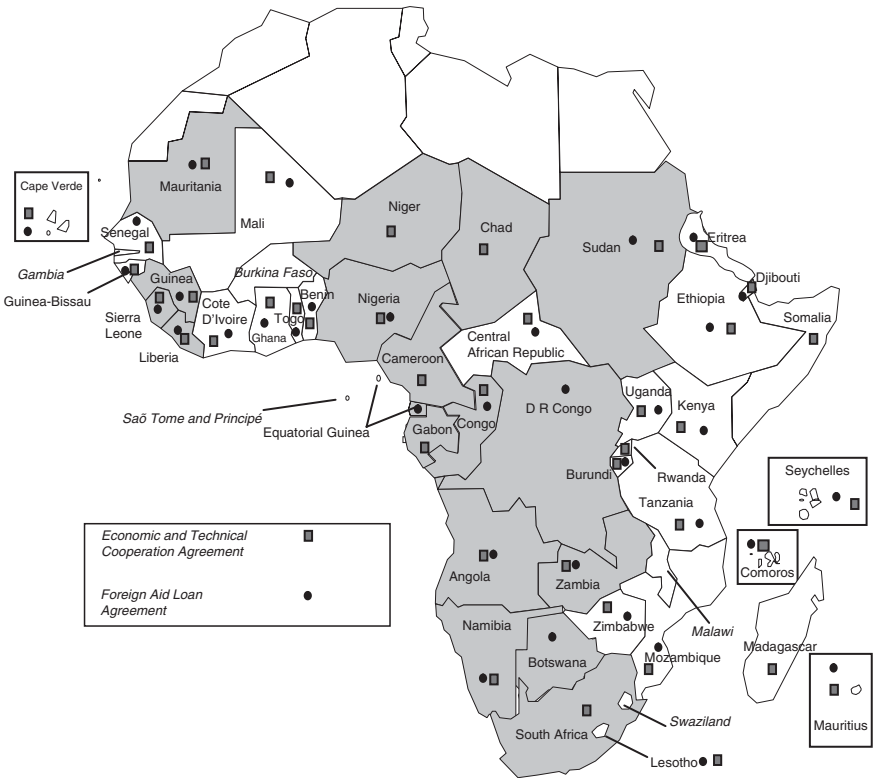 Cape Verde
Mauritania
Mali
Niger
Chad
Sudan
Eritrea
Senegal
Gambia
Guinea-Bissau
Guinea
Burkina Faso
Benin
Nigeria
Djibouti
Ethiopia
Somalia
Sierra
Leone
Cote
D'Ivoire
Togo
Ghana
Liberia
Central
African Republic
Cameroon
Saō Tome and Principé
Equatorial Guinea
Gabon
Congo
D R Congo
Uganda
Kenya
Burundi
Rwanda
Tanzania
Seychelles
Comoros
Economic and Technical
Cooperation Agreement
Foreign Aid Loan
Agreement
Angola
Zambia
Malawi
Namibia
Zimbabwe
Botswana
Mozambique
Madagascar
Mauritius
South Africa
Swaziland
Lesotho